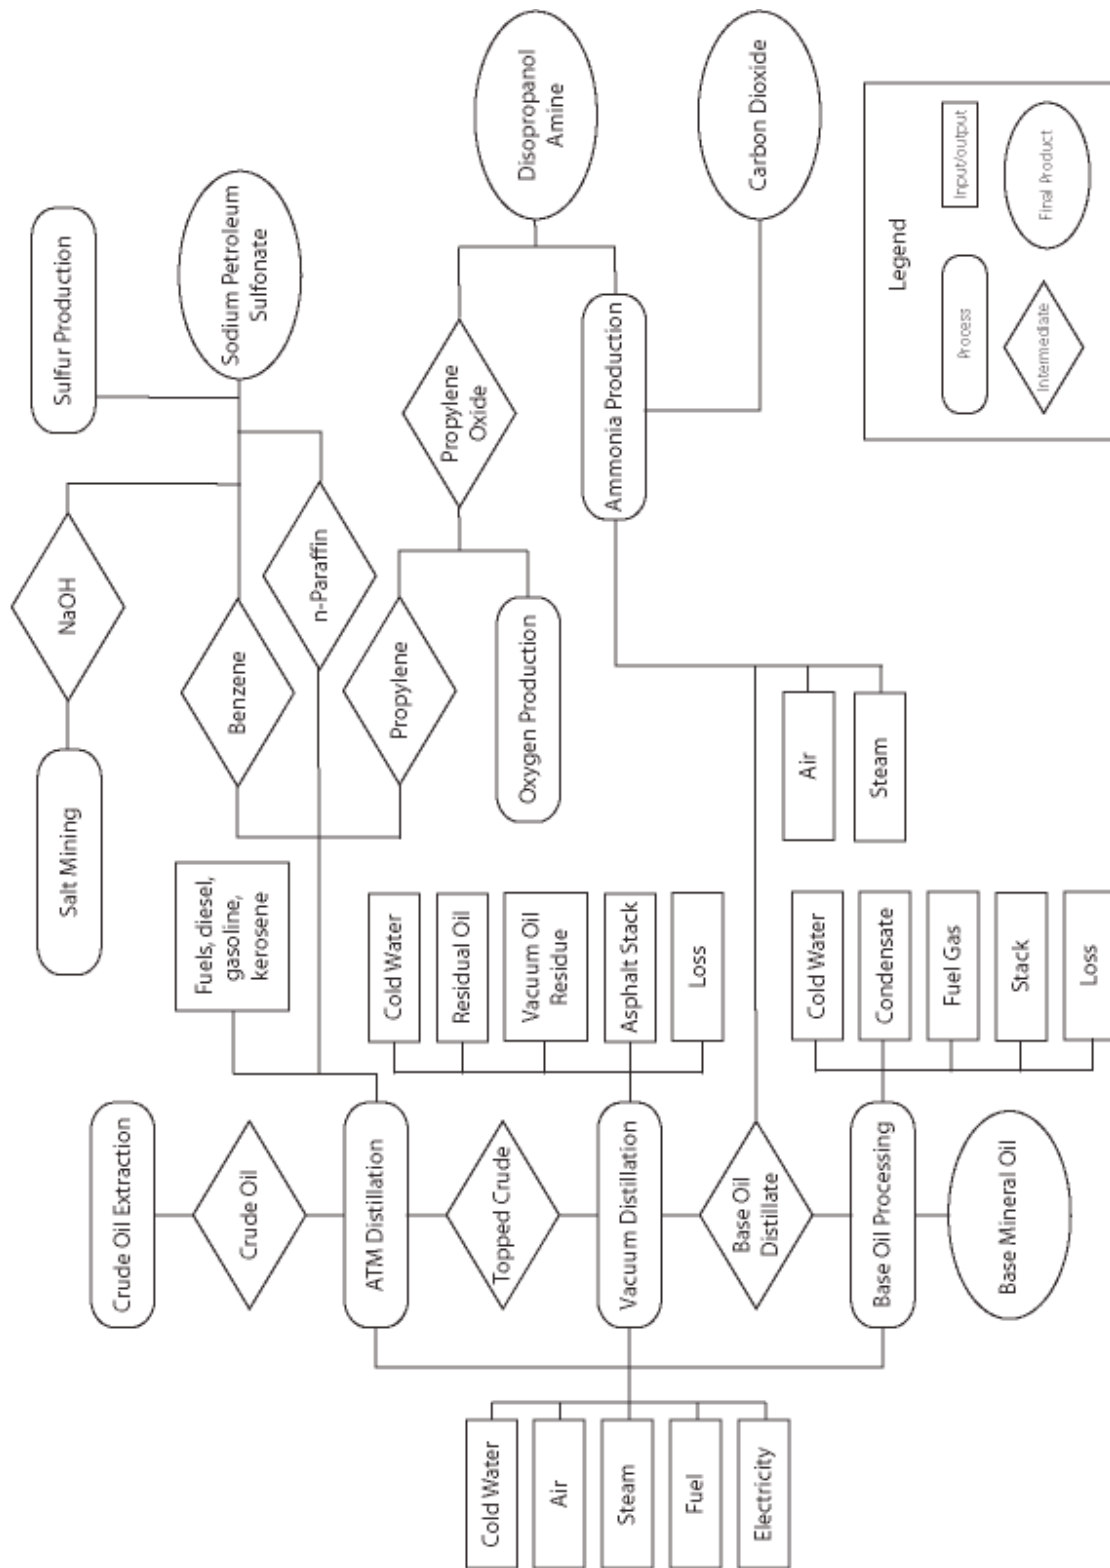 Crude Oil Extraction
Crude Oil
ATM Distillation
Topped Crude
Vacuum Distillation
Base Oil
Distillate
Base Oil Processing
Base Mineral Oil
Cold Water
Air
Steam
Fuel
Electricity
Fuels, diesel,
gasoline,
kerosene
Cold Water
Residual Oil
Vacuum Oil
Residue
Asphalt Stack
Loss
Cold Water
Condensate
Fuel Gas
Stack
Loss
Salt Mining
NaOH
Benzene
n-Paraffin
Propylene
Oxygen Production
Air
Steam
Sulfur Production
Sodium Petroleum
Sulfonate
Propylene
Oxide
Ammonia Production
Disopropanol
Amine
Carbon Dioxide
Legend
Process
Input/output
Intermediate
Final Product